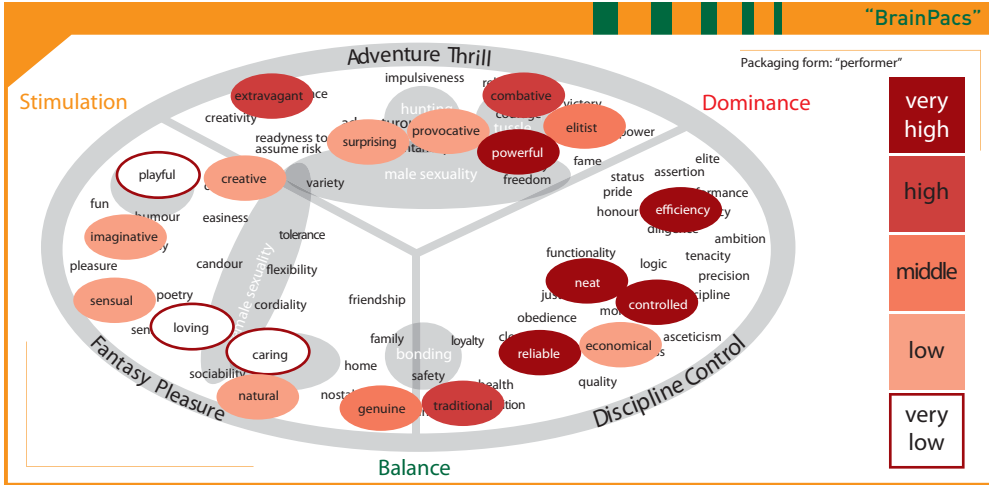 “BrainPacs”
Packaging form: “performer”
Adventure Thrill
Stimulation
Dominance
impulsiveness
extravagant
combative
creativity
hunting
victory
provocative
elitist
power
readyness to
assume risk
surprising
tussle
powerful
fame
elite
assertion
male sexuality
freedom
variety
status
pride
playful
creative
honour
efficiency
fun
humour
easiness
ambition
imaginative
tolerance
functionality
tenacity
pleasure
candour
flexibility
logic
precision
neat
sensual
poetry
cordiality
friendship
controlled
obedience
loving
family
loyalty
economical
asceticism
caring
bonding
reliable
sociability
home
safety
health
quality
natural
genuine
traditional
Fantasy Pleasure
Discipline Control
Balance
very
high
high
middle
low
very
low